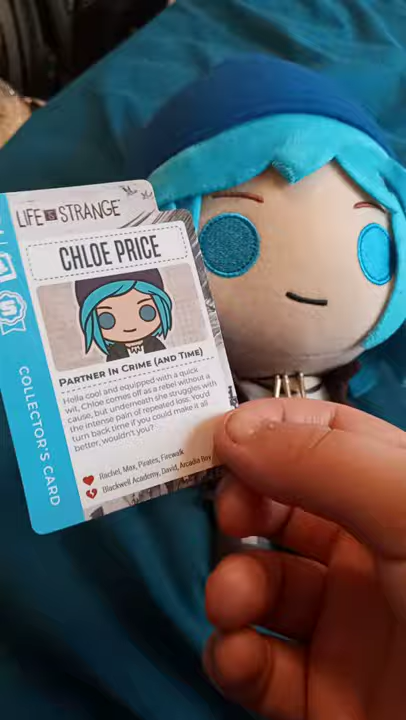 LIFE IS STRANGE
CHLOE PRICE
PARTNER IN CRIME (AND TIME)
Hella cool and equipped with a quick
wit, Chloe comes off as a rebel without a
cause, but underneath she struggles with
the intense pain of repeated loss. You'd
turn back time if you could make it all
better, wouldn't you?
Rachel, Max, Pirates, Firewalk
Blackwell Academy, David, Arcadia Bay
COLLECTOR'S CARD